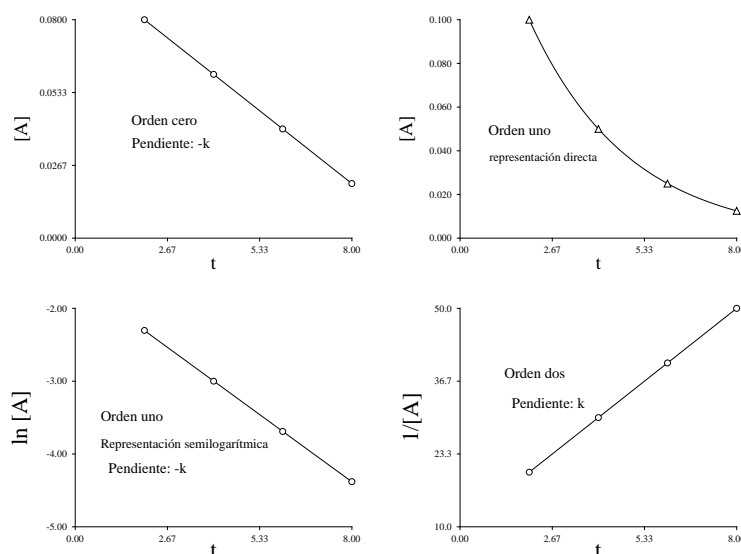 0.0800
0.0533
0.0267
0.0000
[A]
Orden cero
Pendiente: -k
0.00
2.67
5.33
8.00
t
0.100
0.080
0.060
0.040
0.020
0.000
[A]
Orden uno
representación directa
0.00
2.67
5.33
8.00
t
-2.00
-3.00
-4.00
-5.00
ln [A]
Orden uno
Representación semilogarítmica
Pendiente: -k
0.00
2.67
5.33
8.00
t
50.0
36.7
23.3
10.0
1/[A]
Orden dos
Pendiente: k
0.00
2.67
5.33
8.00
t